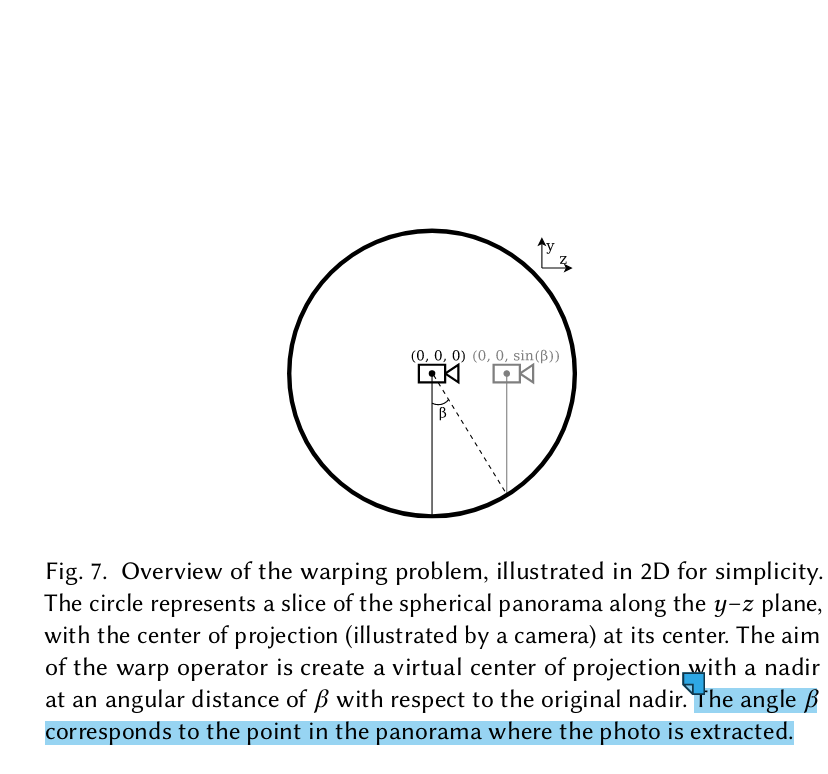 y
z
(0, 0, 0) (0, 0, sin(β))
β
Fig. 7. Overview of the warping problem, illustrated in 2D for simplicity.
The circle represents a slice of the spherical panorama along the y–z plane,
with the center of projection (illustrated by a camera) at its center. The aim
of the warp operator is create a virtual center of projection with a nadir
at an angular distance of β with respect to the original nadir. The angle β
corresponds to the point in the panorama where the photo is extracted.